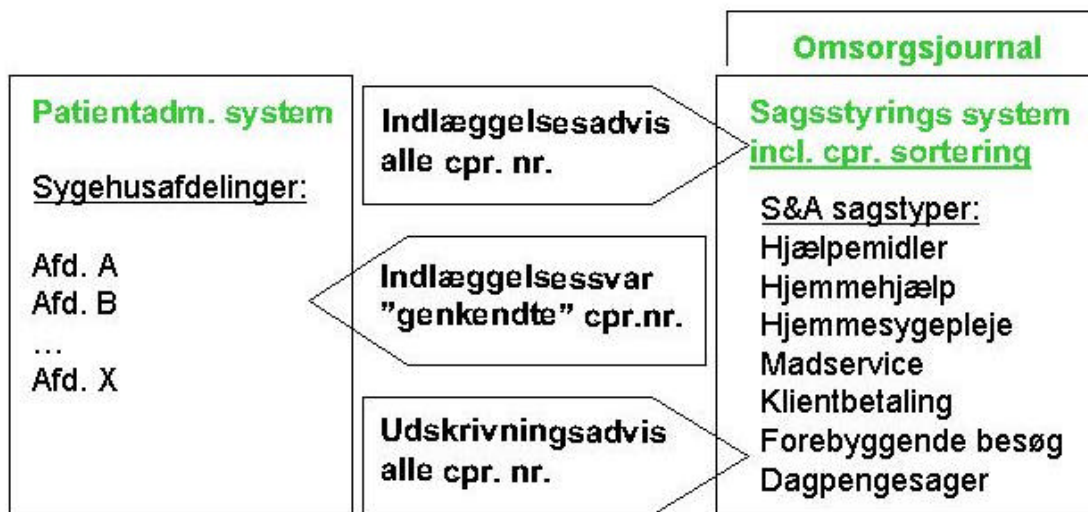 Omsorgsjournal
Patientadm. system
Sygehusafdelinger:
Afd. A
Afd. B
...
Afd. X
Indlæggelsesadvis
alle cpr. nr.
Indlæggelsessvar
”genkendte” cpr.nr.
Udskrivningsadvis
alle cpr. nr.
Sagsstyrings system
incl. cpr. sortering
S&A sagstyper:
Hjælpemidler
Hjemmehjælp
Hjemmesygepleje
Madservice
Klientbetaling
Forebyggende besøg
Dagpengesager